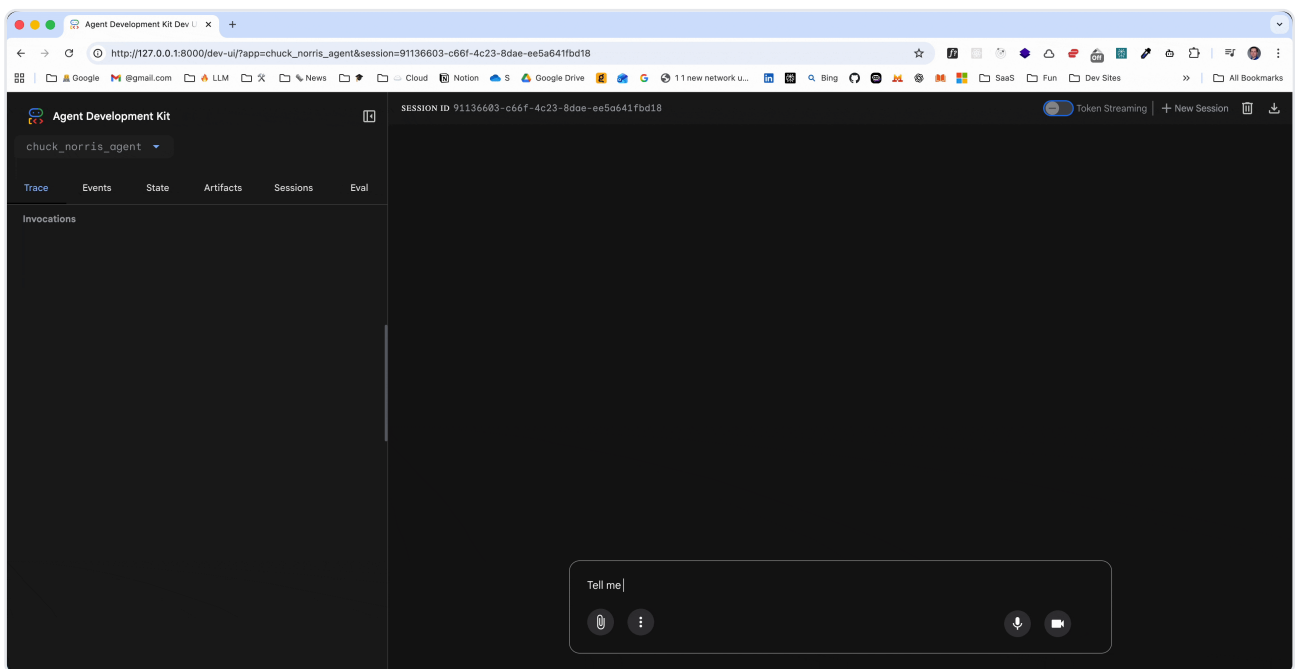 Agent Development Kit Dev U
http://127.0.0.1:8000/dev-ui/?app=chuck_norris_agent&session=91136603-c66f-4c23-8dae-ee5a641fbd18
Google @gmail.com LLM News Cloud Notion S Google Drive 11 new network u... Bing SaaS Fun Dev Sites » All Bookmarks
Off
Agent Development Kit
SESSION ID 91136603-c66f-4c23-8dae-ee5a641fbd18
Token Streaming
New Session
chuck_norris_agent
Trace Events State Artifacts Sessions Eval
Invocations
Tell me